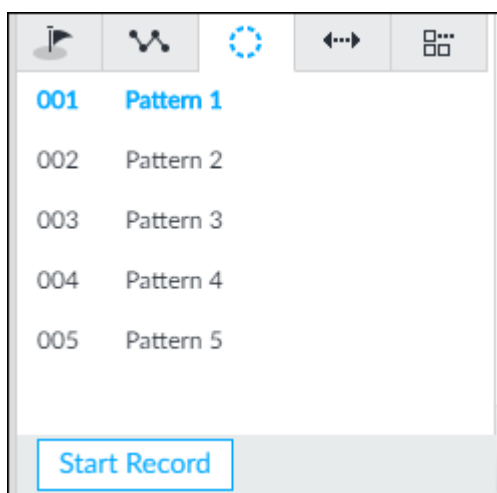 001 Pattern 1
002 Pattern 2
003 Pattern 3
004 Pattern 4
005 Pattern 5
Start Record